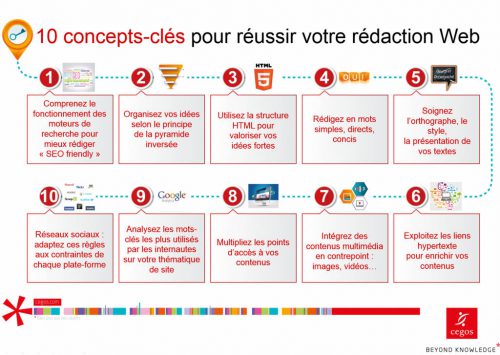 10 concepts-clés pour réussir votre rédaction Web
1
Comprenez le
fonctionnement des
moteurs de
recherche pour
mieux rédiger
« SEO friendly »
2
Organisez vos idées
selon le principe
de la pyramide
inversée
3
HTML
5
Utilisez la structure
HTML pour
valoriser vos
idées fortes
4
OUI
Rédigez en mots
simples, directs,
concis
5
Soignez
l'orthographe, le
style,
la présentation de
vos textes
10
Réseaux sociaux :
adaptez ces règles
aux contraintes de
chaque plate-forme
9
Google
Analysez les mots-
clés les plus utilisés
par les internautes
sur votre thématique
de site
8
Multipliez les points
d'accès à vos
contenus
7
Intégrez des
contenus multimédia
en contrepoint :
images, vidéos…
6
Exploitez les liens
hypertexte
pour enrichir vos
contenus
cegos.com
cegos
BEYOND KNOWLEDGE